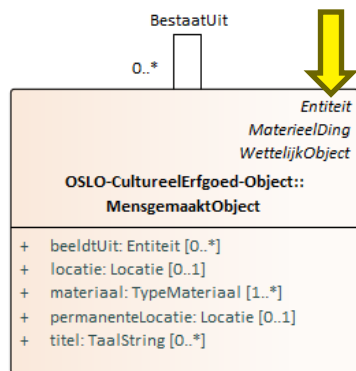 BestaatUit
0..*
Entiteit
MaterieelDing
WettelijkObject
OSLO-CultureelErfgoed-Object::
MensgemaaktObject
+ beeldtUit: Entiteit [0..*]
+ locatie: Locatie [0..1]
+ materiaal: TypeMateriaal [1..*]
+ permanenteLocatie: Locatie [0..1]
+ titel: TaalString [0..*]